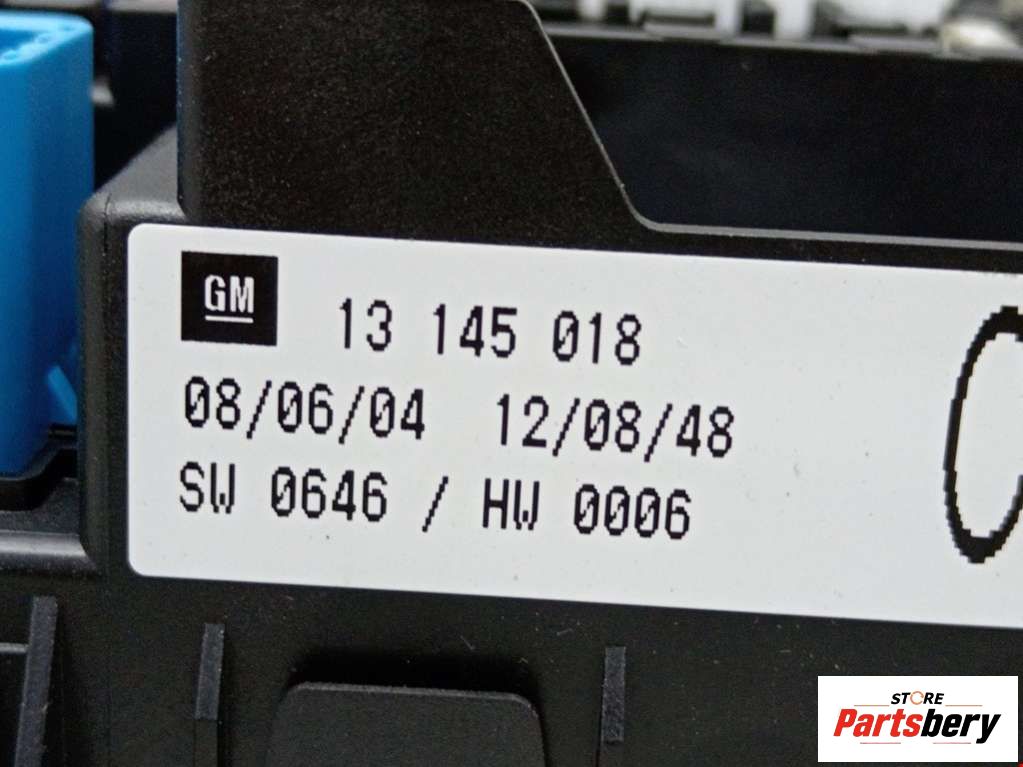 GM 13 145 018
08/06/04 12/08/48
SW 0646 / HW 0006
STORE
Partsbery